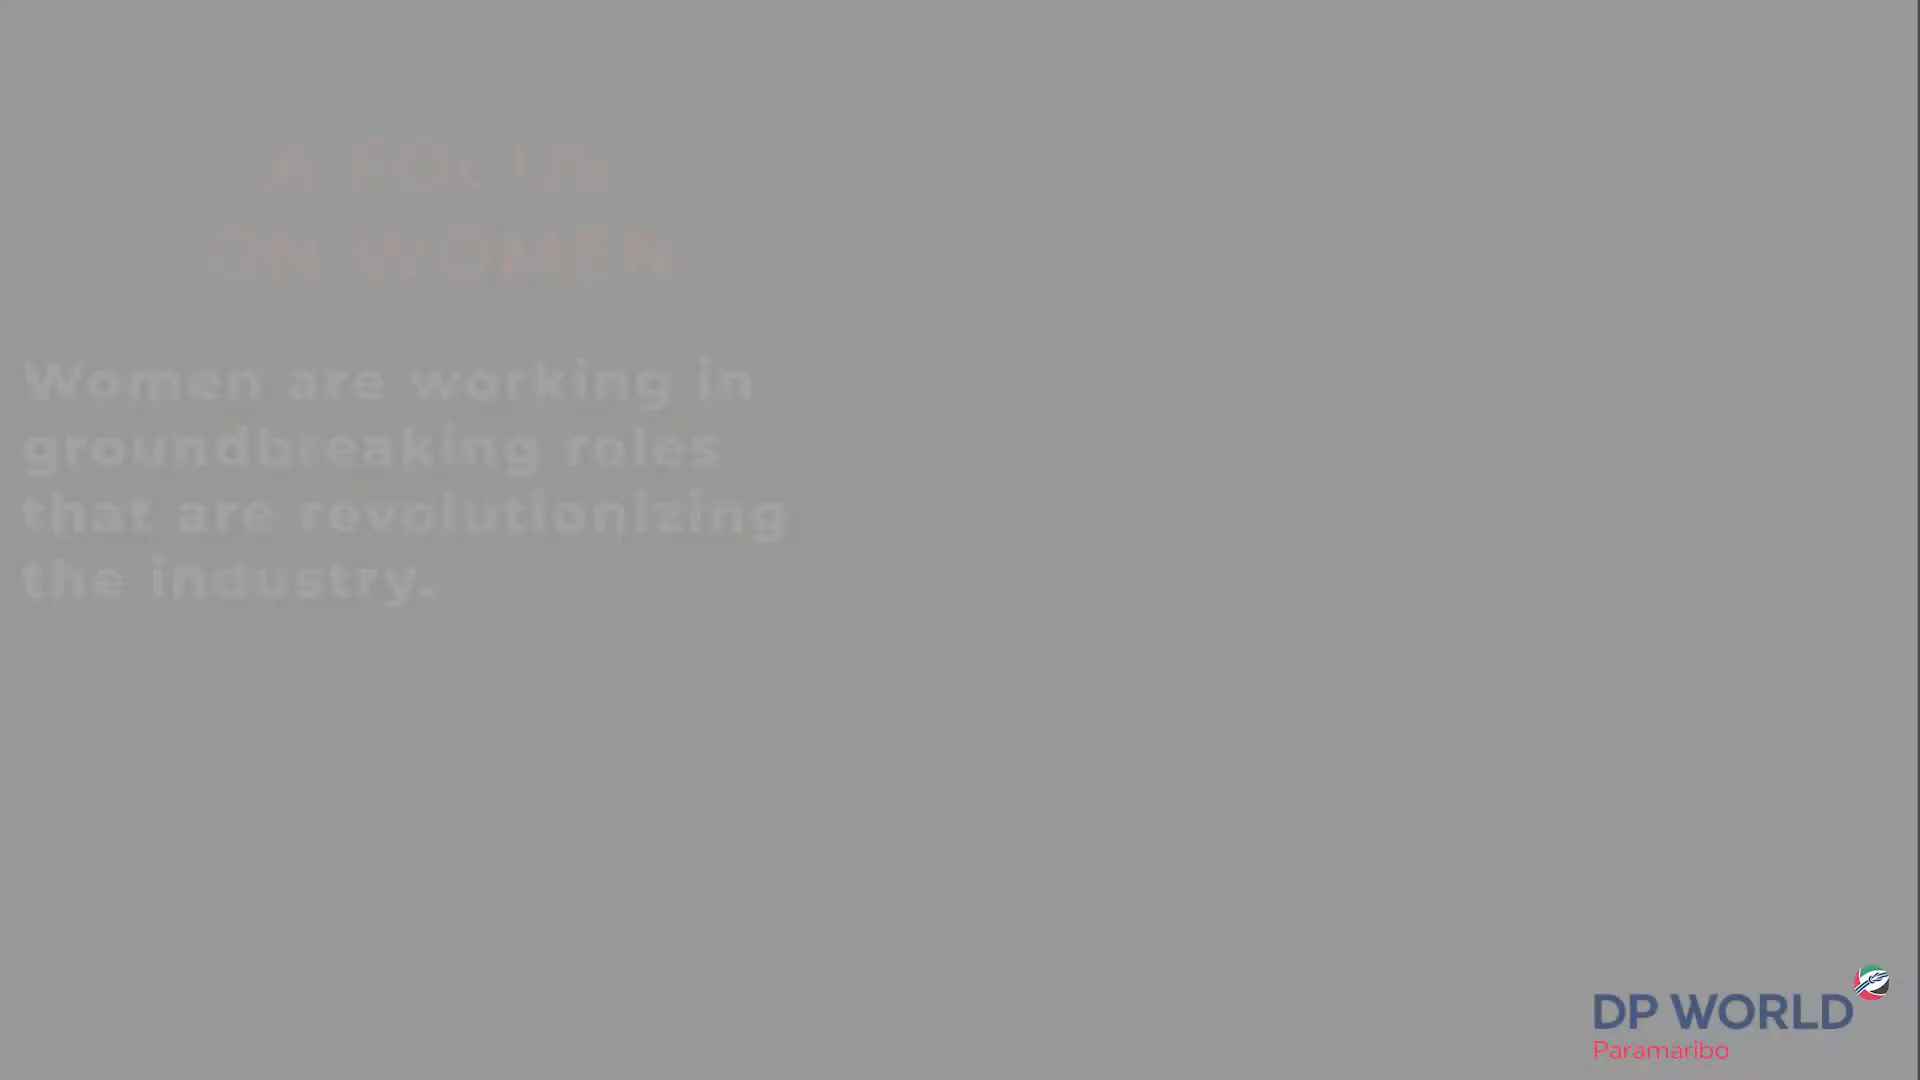 A FOCUS
ON WOMEN
Women are working in
groundbreaking roles
that are revolutionizing
the industry.
DP WORLD
Paramaribo